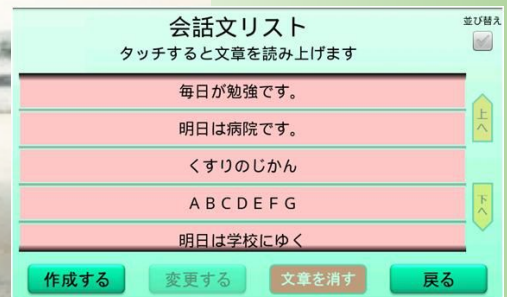 会話文リスト
並び替え
タッチすると文章を読み上げます
毎日が勉強です。
明日は病院です。
くすりのじかん
ＡＢＣＤＥＦＧ
明日は学校にゆく
上へ
下へ
作成する
変更する
文章を消す
戻る